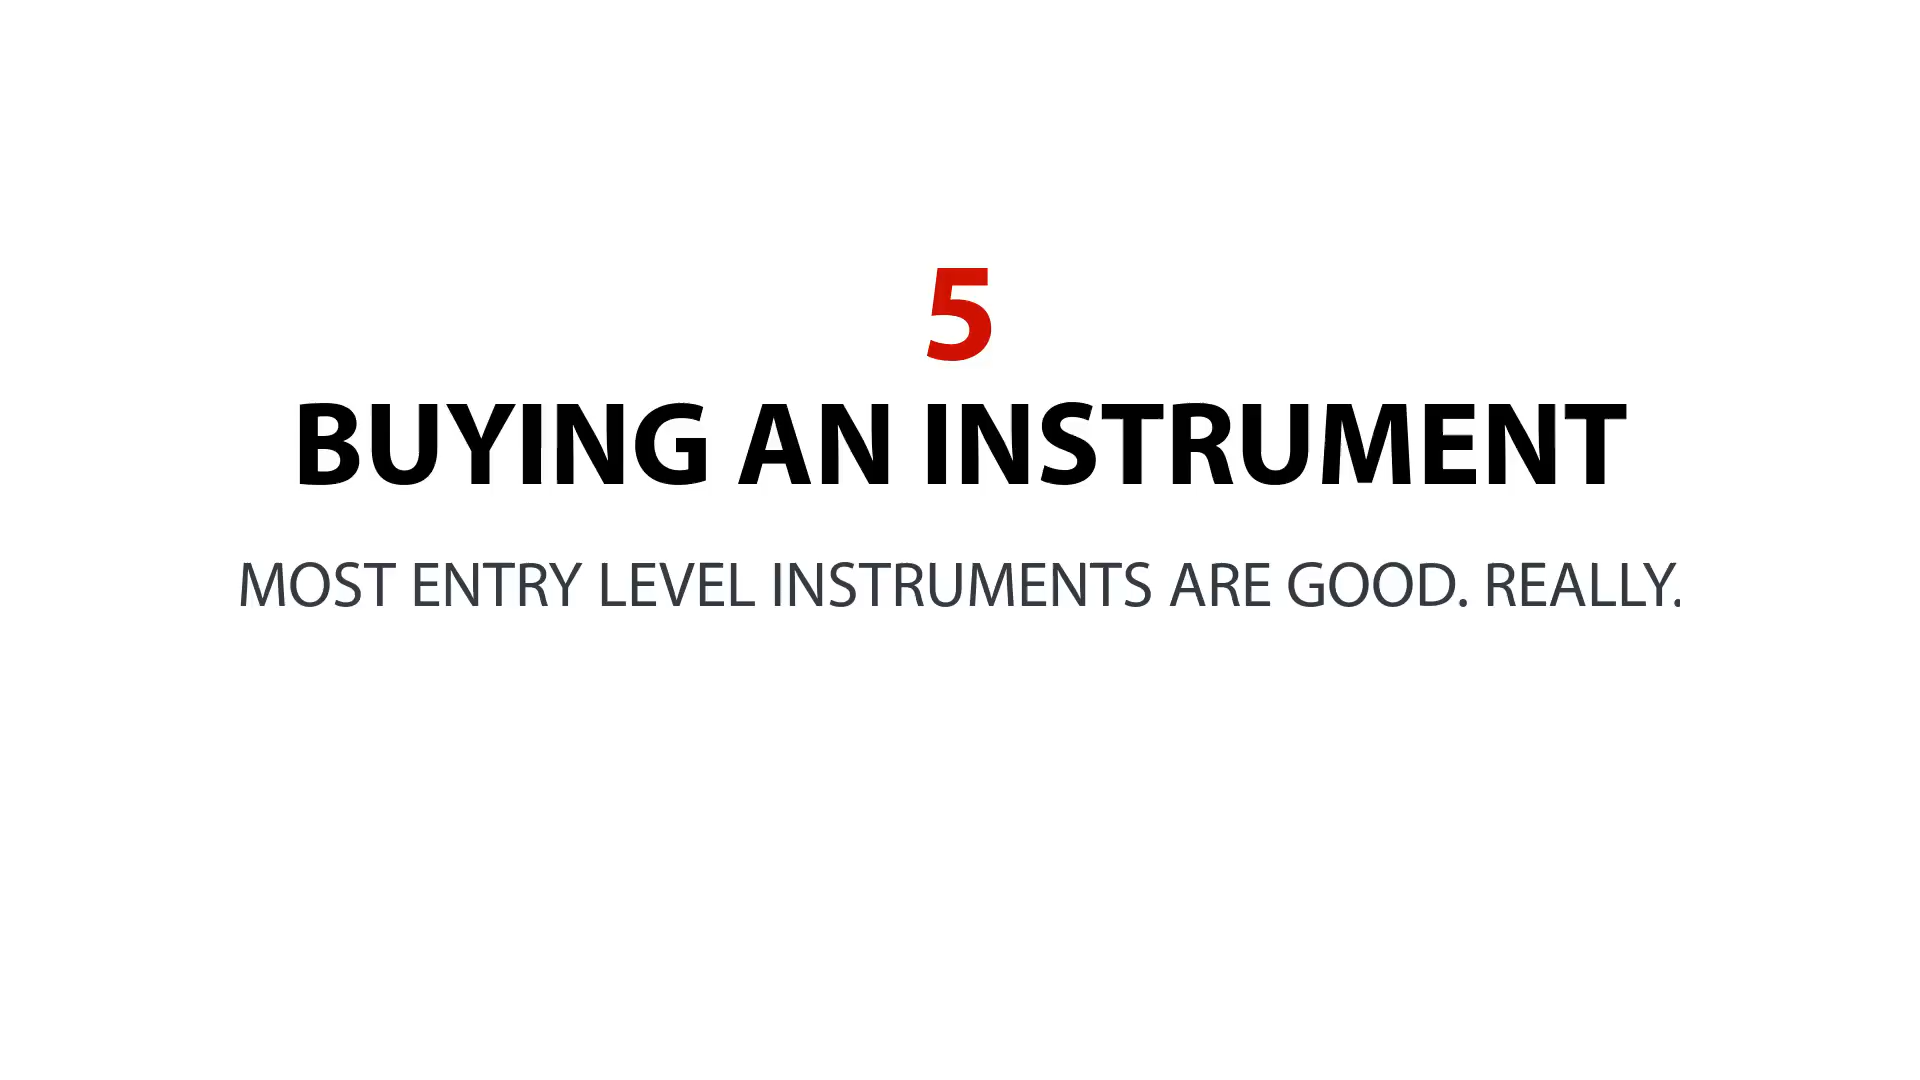 5
BUYING AN INSTRUMENT
MOST ENTRY LEVEL INSTRUMENTS ARE GOOD. REALLY.